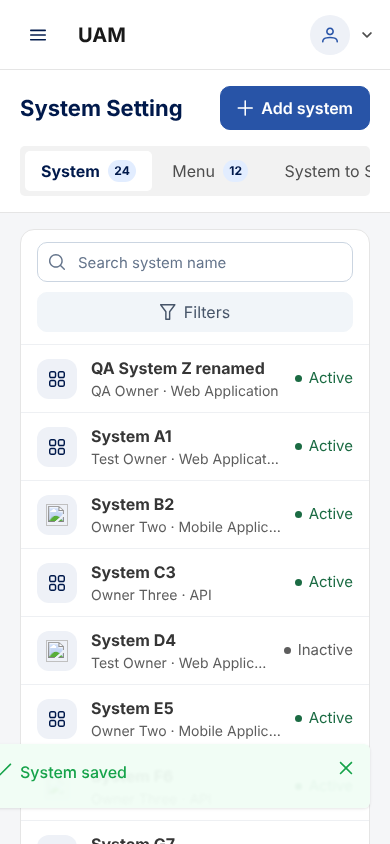 UAM
System Setting
Add system
System 24
Menu 12
System to S
Search system name
Filters
QA System Z renamed
QA Owner · Web Application
Active
System A1
Test Owner · Web Applicat...
Active
System B2
Owner Two · Mobile Applic...
Active
System C3
Owner Three · API
Active
System D4
Test Owner · Web Applic...
Inactive
System E5
Owner Two · Mobile Applic...
Active
System saved